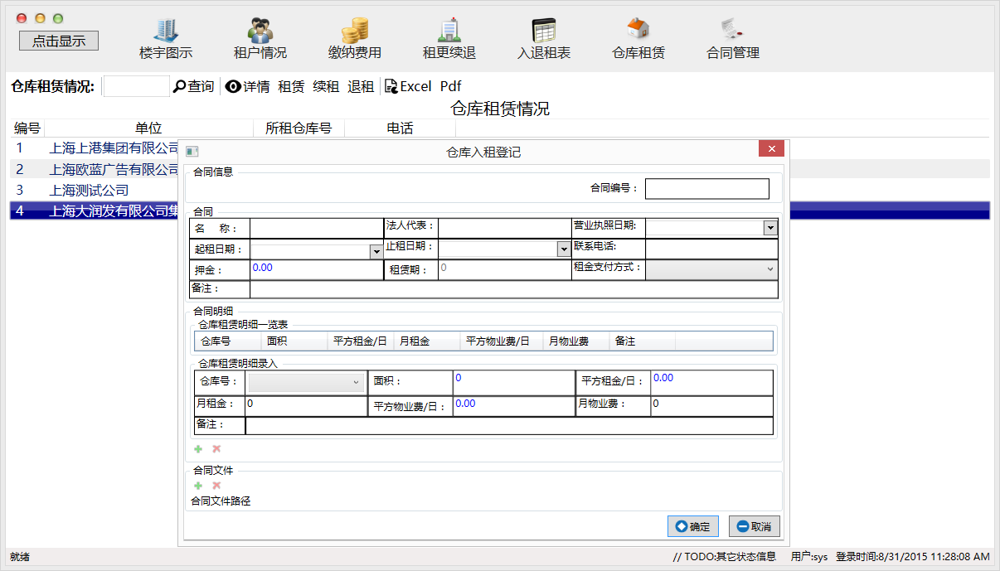 点击显示
楼宇图示 租户情况 缴纳费用 租更续退 入退租表 仓库租赁 合同管理
仓库租赁情况: 查询 详情 租赁 续租 退租 Excel Pdf
仓库租赁情况
编号 单位 所租仓库号 电话
1 上海上港集团有限公司
2 上海欧蓝广告有限公司
3 上海测试公司
4 上海大润发有限公司集
仓库入租登记
合同信息
合同编号：
合同
名 称： 法人代表： 营业执照日期:
起租日期： 止租日期： 联系电话:
押金： 0.00 租赁期： 0 租金支付方式：
备注：
合同明细
仓库租赁明细一览表
仓库号 面积 平方租金/日 月租金 平方物业费/日 月物业费 备注
仓库租赁明细录入
仓库号： 面积： 0 平方租金/日： 0.00
月租金： 0 平方物业费/日： 0.00 月物业费： 0
备注：
合同文件
合同文件路径
确定 取消
就绪 // TODO:其它状态信息 用户:sys 登录时间:8/31/2015 11:28:08 AM